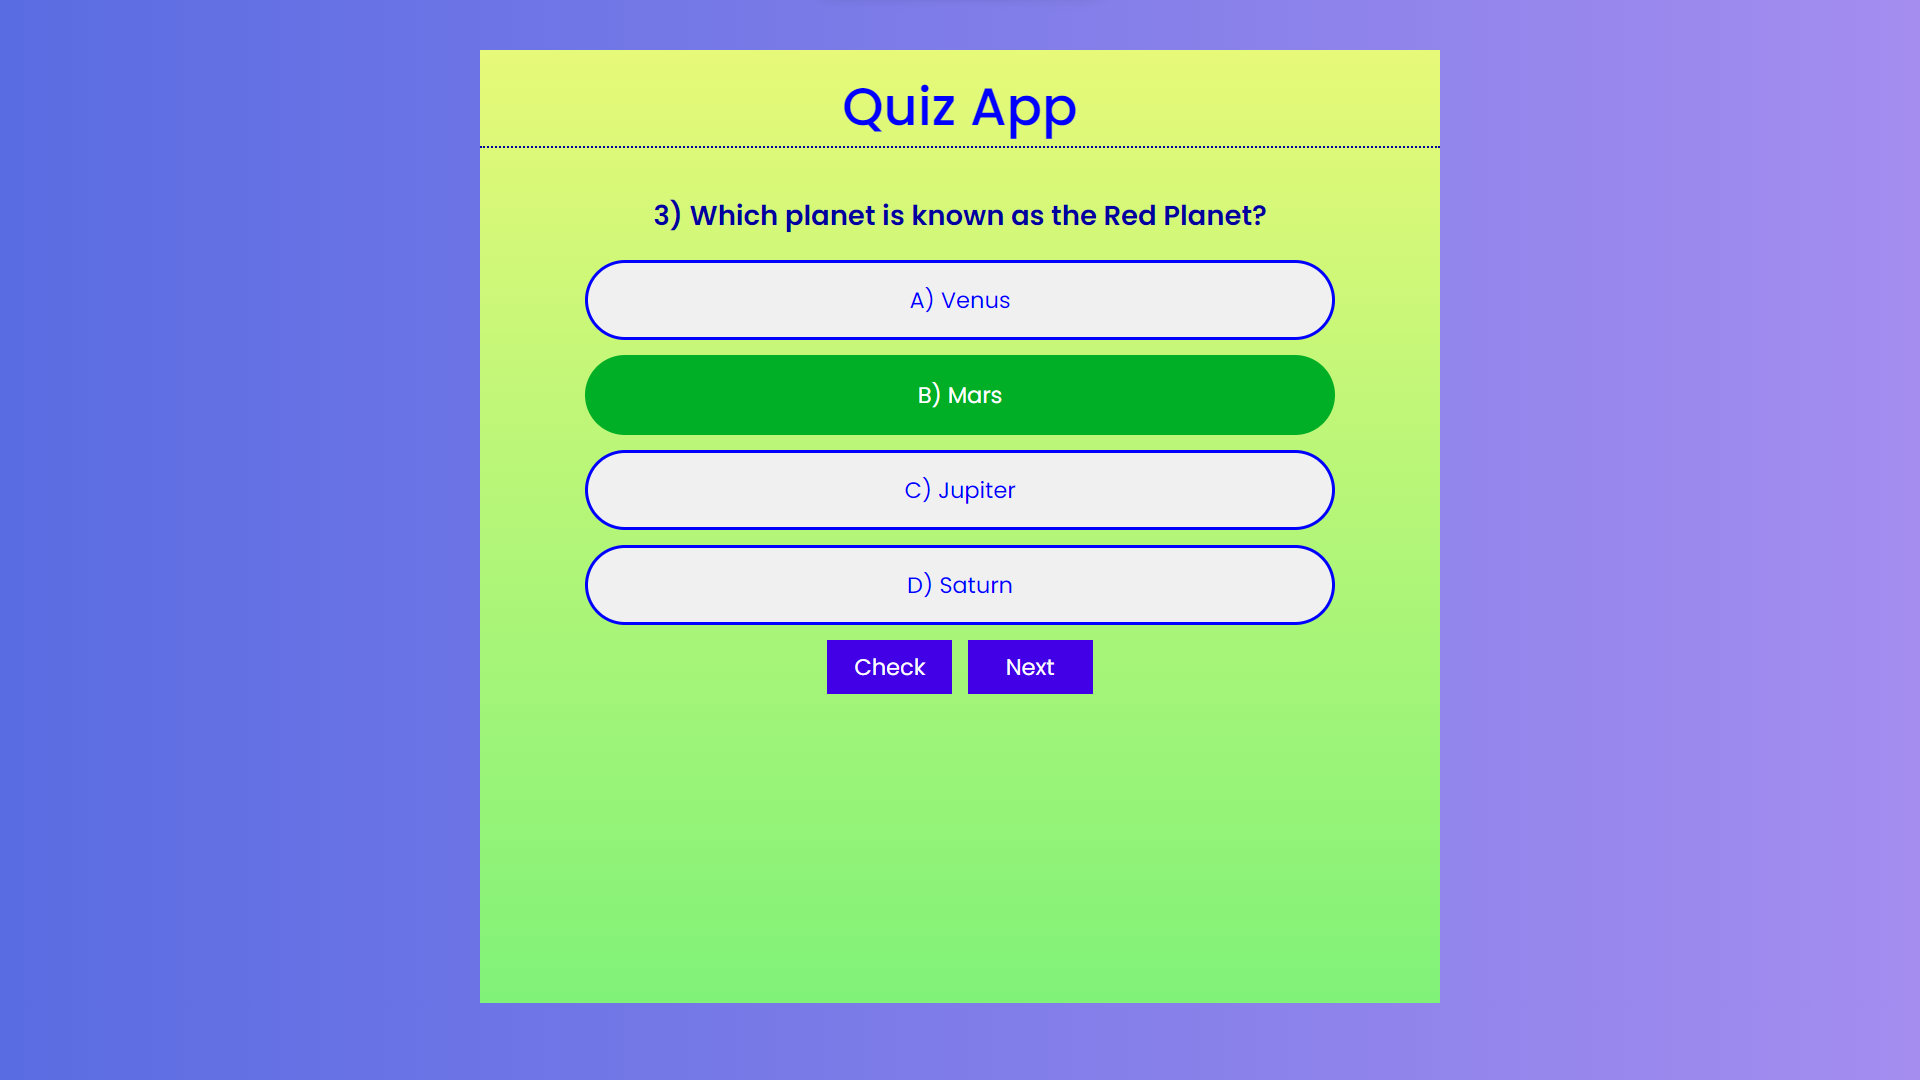 Quiz App
3) Which planet is known as the Red Planet?
A) Venus
B) Mars
C) Jupiter
D) Saturn
Check
Next